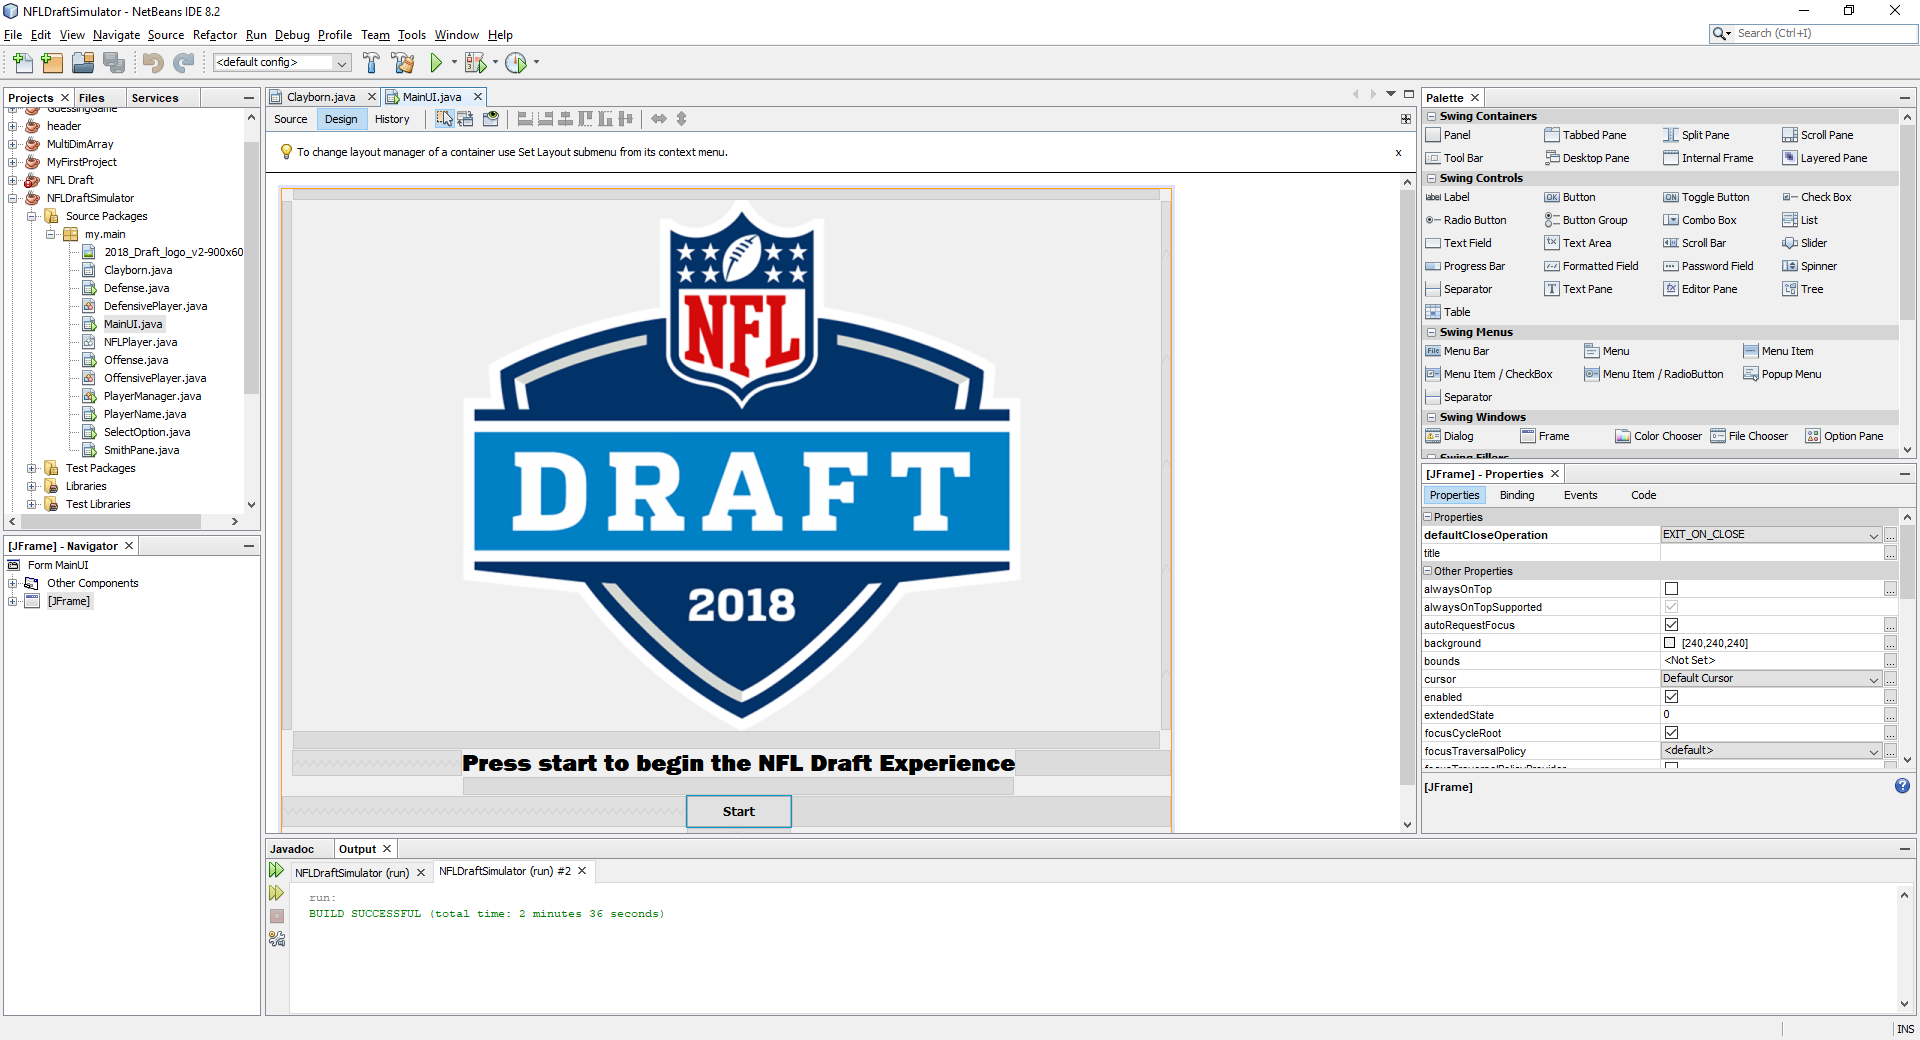 NFLDraftSimulator - NetBeans IDE 8.2
File Edit View Navigate Source Refactor Run Debug Profile Team Tools Window Help
Search (Ctrl+I)
<default config>
Projects Files Services
GuessingGame
header
MultiDimArray
MyFirstProject
NFL Draft
NFLDraftSimulator
Source Packages
my.main
2018_Draft_logo_v2-900x60
Clayborn.java
Defense.java
DefensivePlayer.java
MainUI.java
NFLPlayer.java
Offense.java
OffensivePlayer.java
PlayerManager.java
PlayerName.java
SelectOption.java
SmithPane.java
Test Packages
Libraries
Test Libraries
[JFrame] - Navigator
Form MainUI
Other Components
[JFrame]
Clayborn.java MainUI.java
Source Design History
To change layout manager of a container use Set Layout submenu from its context menu.
x
NFL
DRAFT
2018
Press start to begin the NFL Draft Experience
Start
Javadoc Output
NFLDraftSimulator (run) NFLDraftSimulator (run) #2
run:
BUILD SUCCESSFUL (total time: 2 minutes 36 seconds)
Palette
Swing Containers
Panel Tabbed Pane Split Pane Scroll Pane
Tool Bar Desktop Pane Internal Frame Layered Pane
Swing Controls
label Label OK Button ON Toggle Button Check Box
Radio Button Button Group Combo Box List
Text Field Text Area Scroll Bar Slider
Progress Bar Formatted Field Password Field Spinner
Separator T Text Pane Editor Pane Tree
Table
Swing Menus
File Menu Bar Menu Menu Item
Menu Item / CheckBox Menu Item / RadioButton Popup Menu
Separator
Swing Windows
Dialog Frame Color Chooser File Chooser Option Pane
Swing Fillers
[JFrame] - Properties
Properties Binding Events Code
Properties
defaultCloseOperation EXIT_ON_CLOSE
title
Other Properties
alwaysOnTop
alwaysOnTopSupported
autoRequestFocus
background [240,240,240]
bounds <Not Set>
cursor Default Cursor
enabled
extendedState 0
focusCycleRoot
focusTraversalPolicy <default>
focusTraversalPolicyProvider
[JFrame]
INS